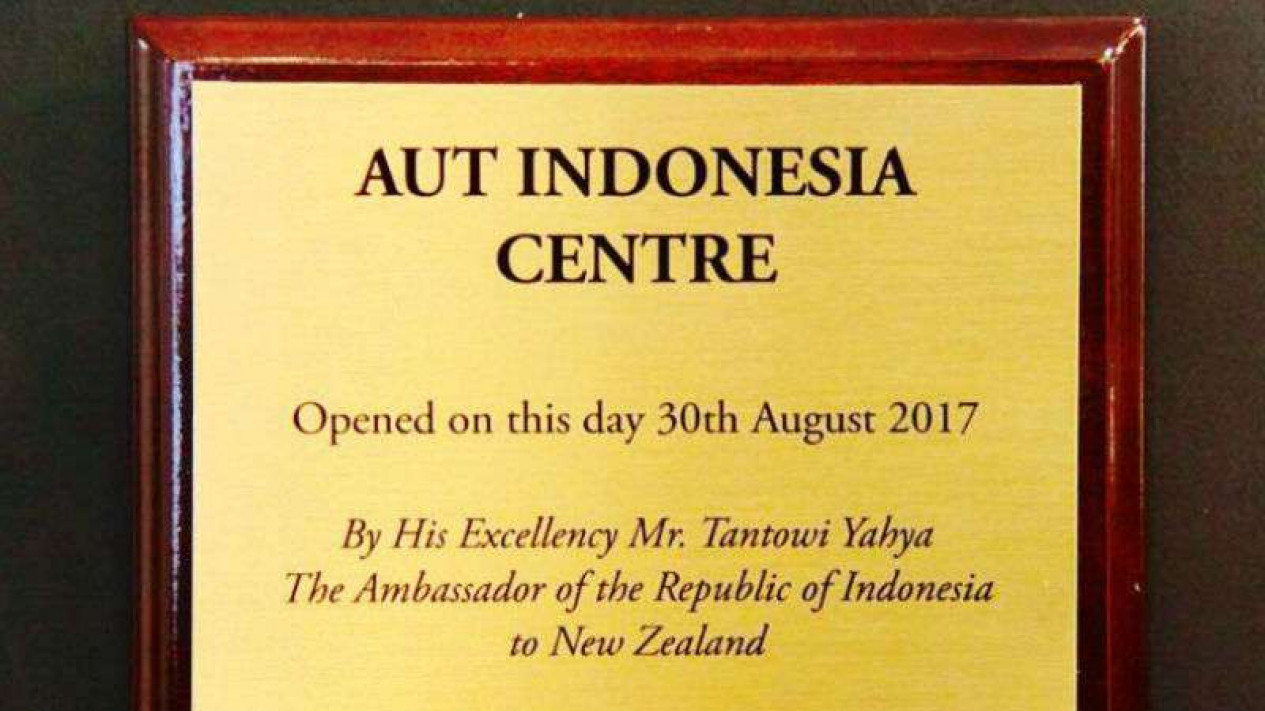 AUT INDONESIA
CENTRE
Opened on this day 30th August 2017
By His Excellency Mr. Tantowi Yahya
The Ambassador of the Republic of Indonesia
to New Zealand